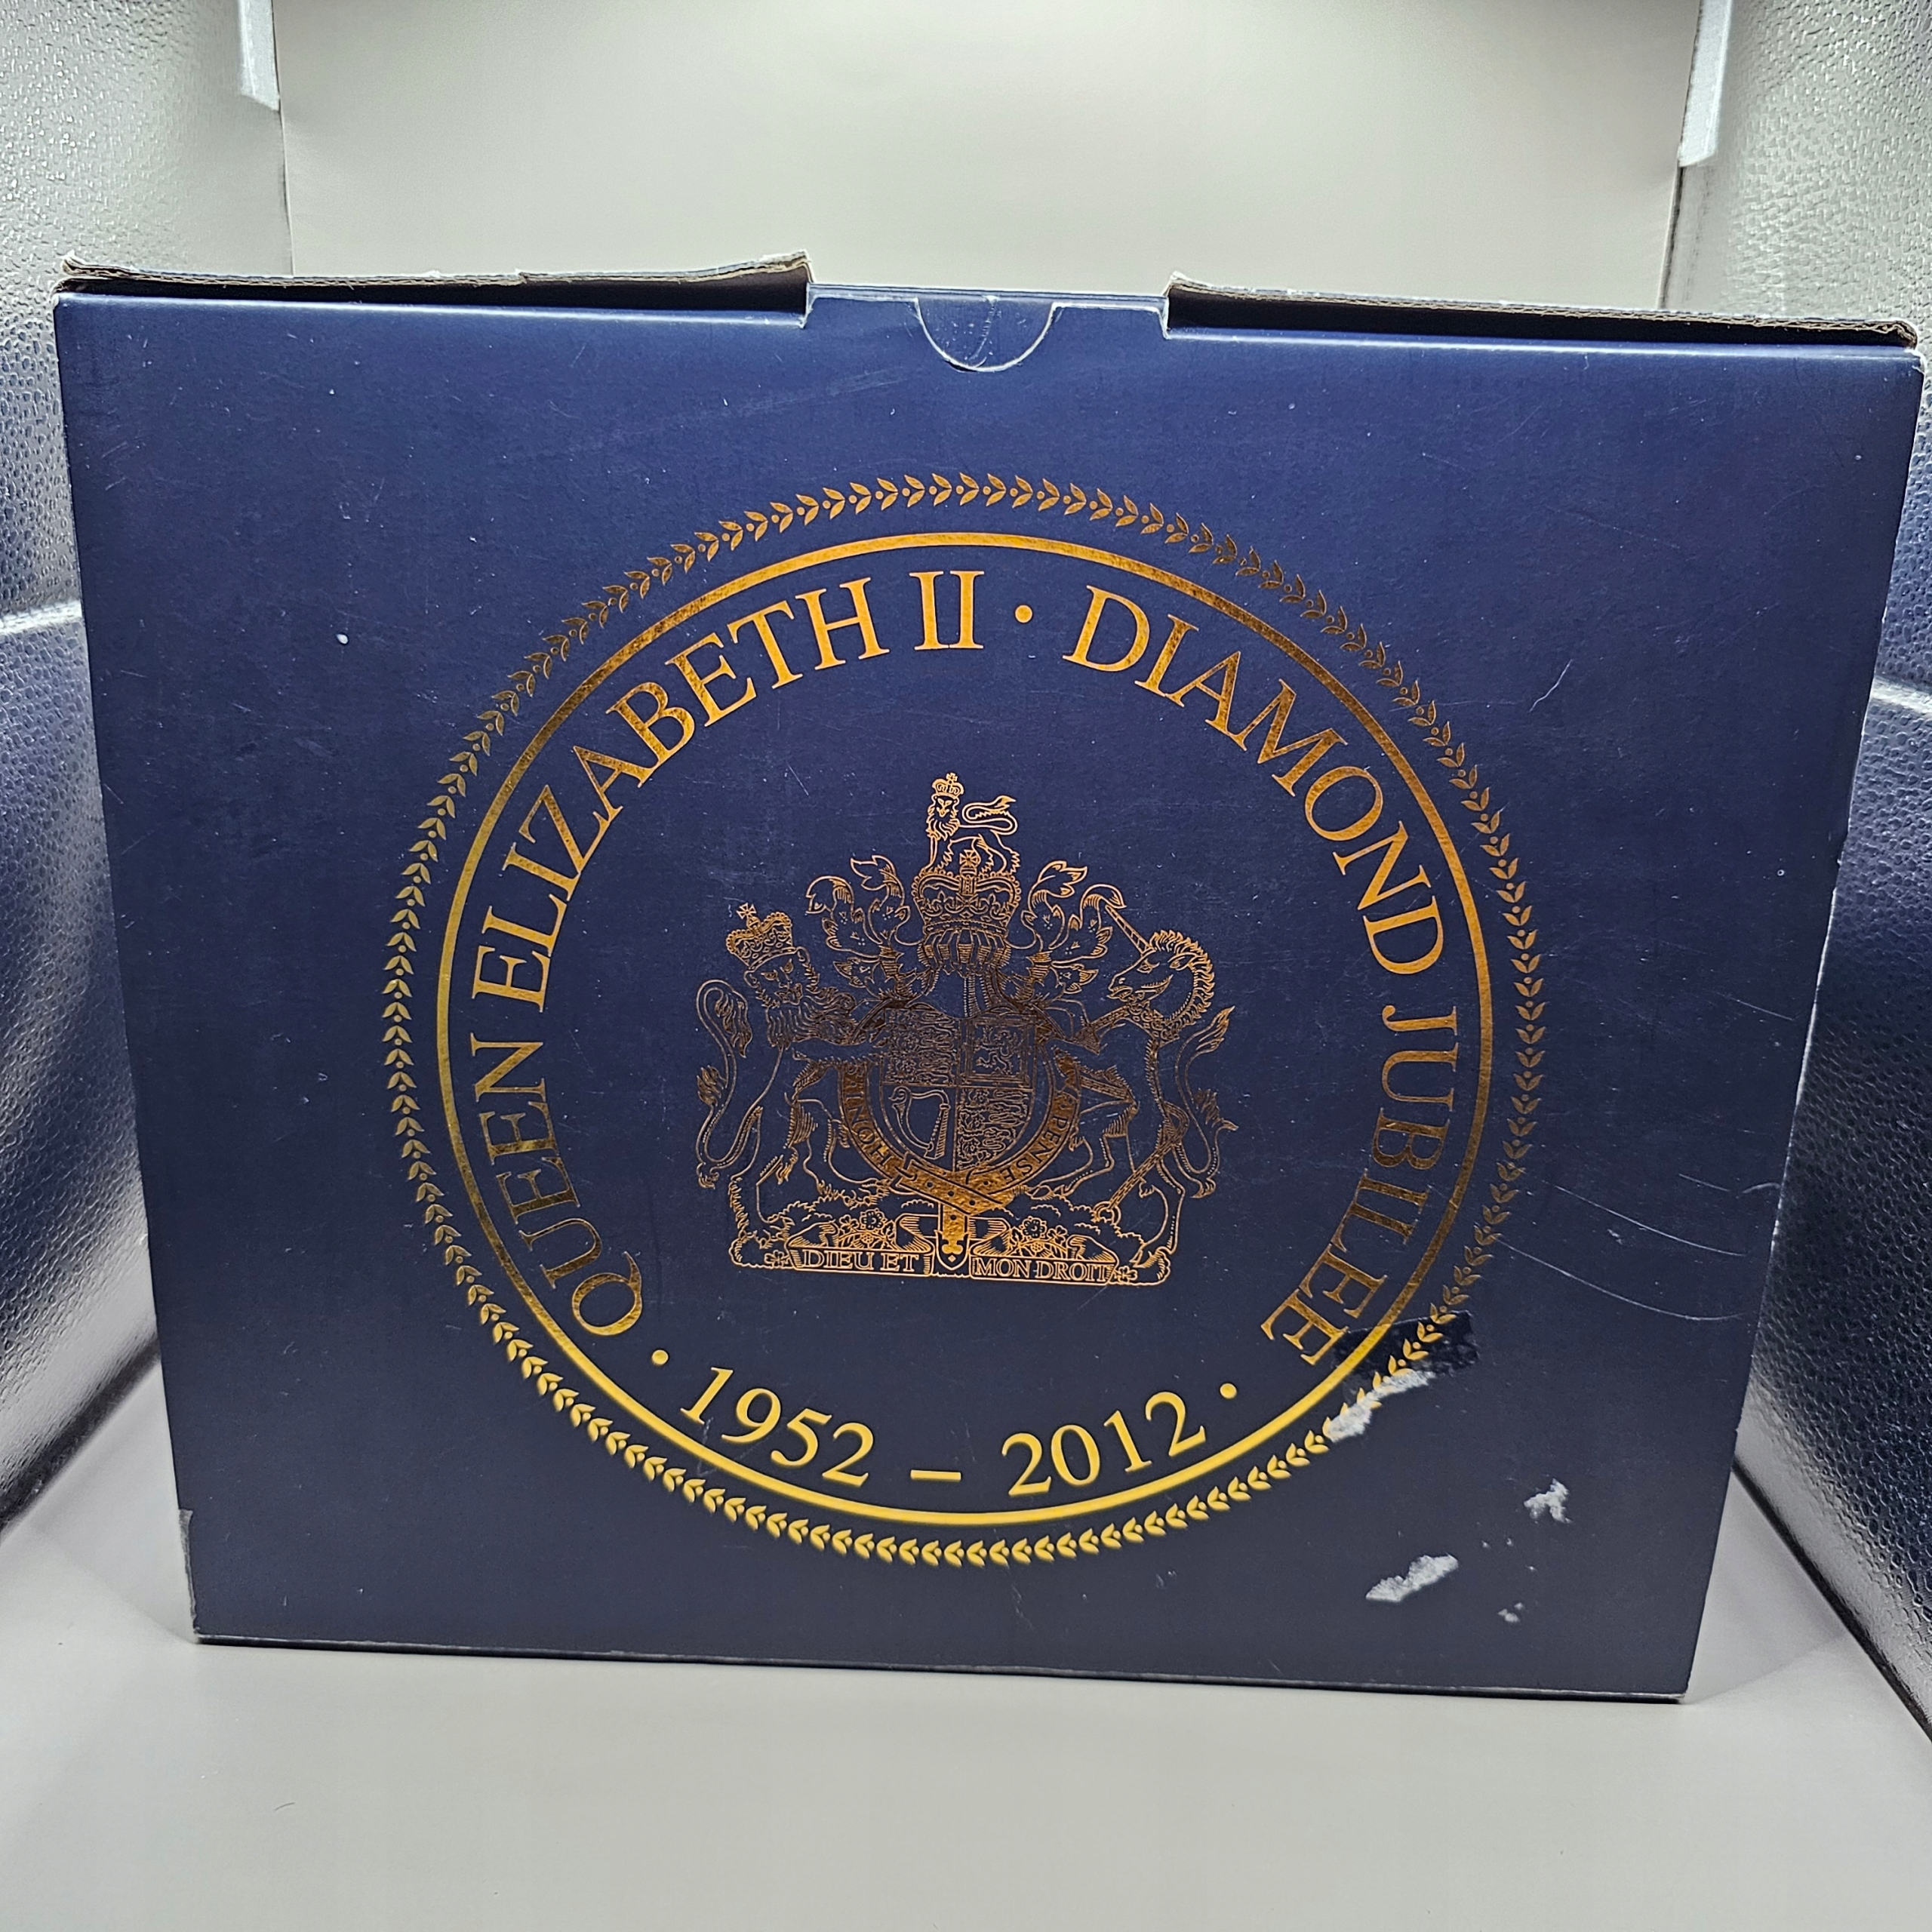 QUEEN ELIZABETH II • DIAMOND JUBILEE
• 1952 – 2012 •
DIEU ET MON DROIT